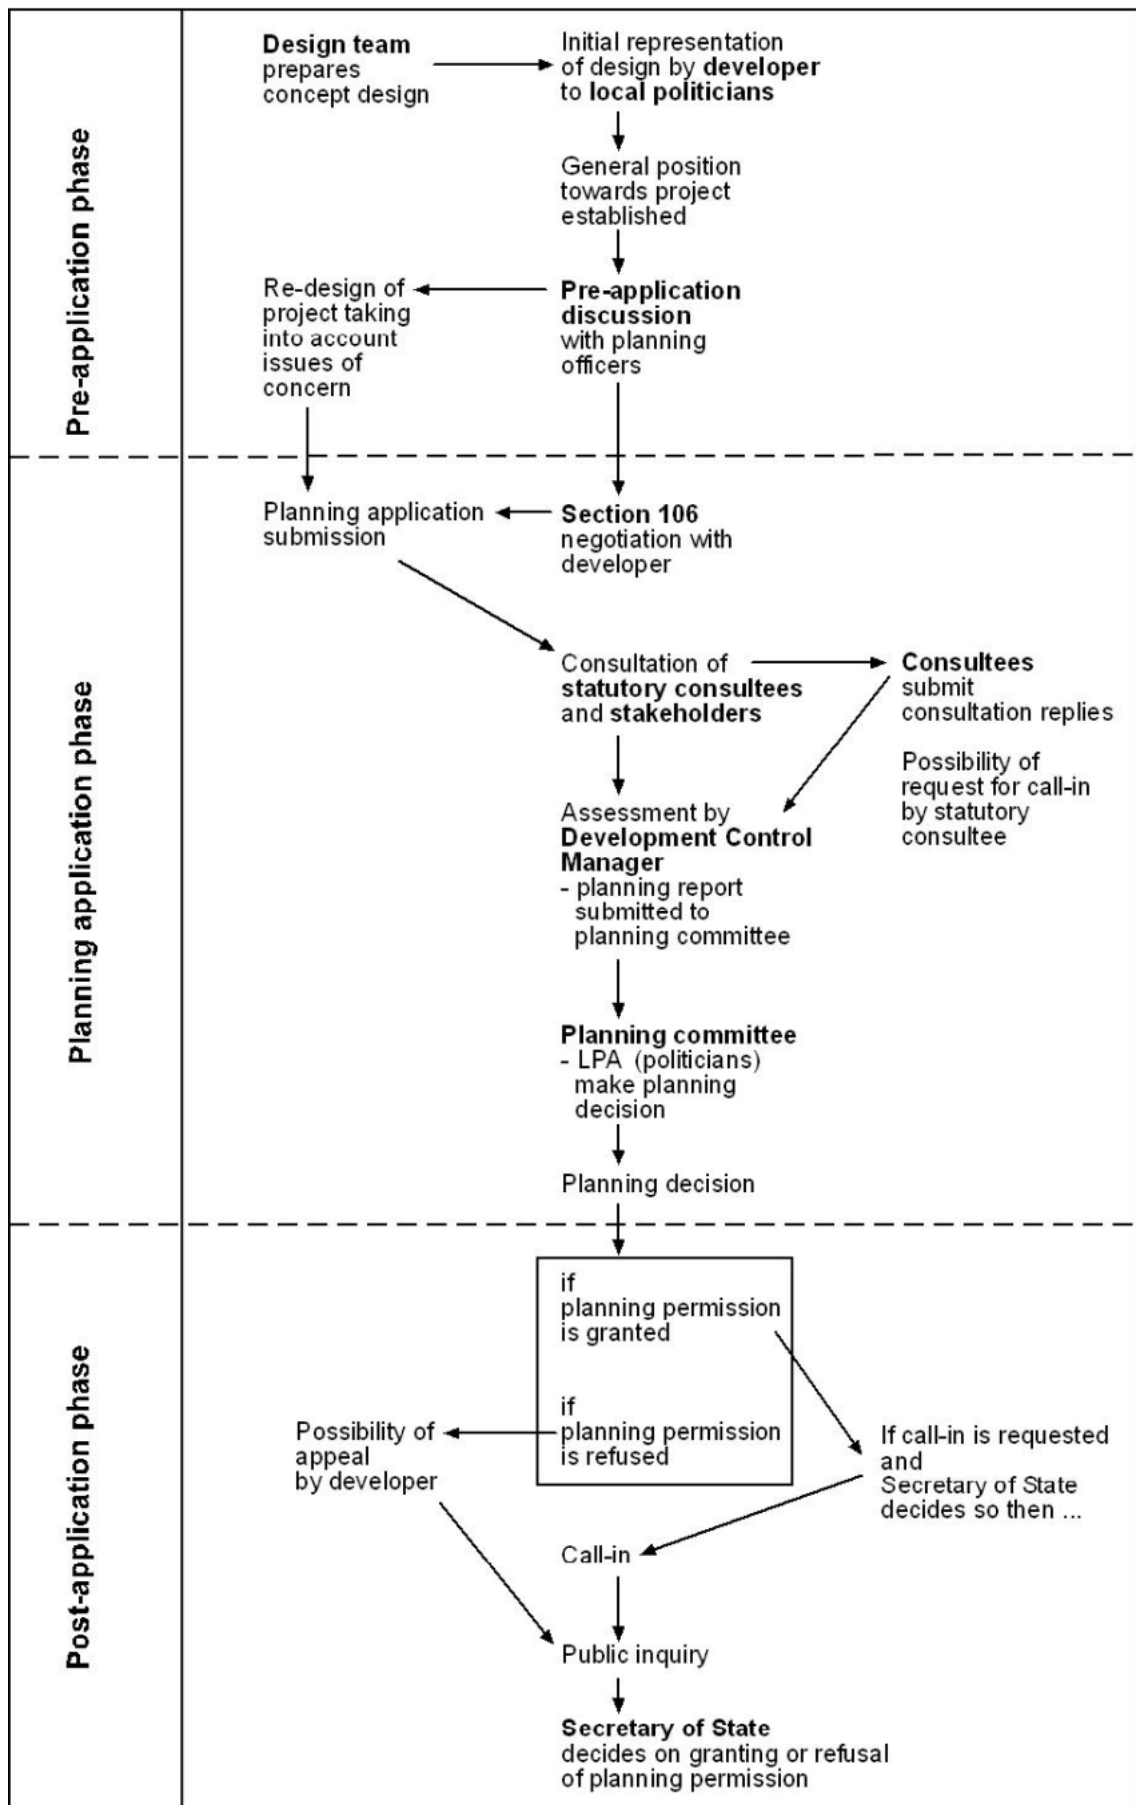 Pre-application phase
Design team
prepares
concept design
Initial representation
of design by developer
to local politicians
General position
towards project
established
Pre-application
discussion
with planning
officers
Re-design of
project taking
into account
issues of
concern
Planning application phase
Planning application
submission
Section 106
negotiation with
developer
Consultation of
statutory consultees
and stakeholders
Consultees
submit
consultation replies
Possibility of
request for call-in
by statutory
consultee
Assessment by
Development Control
Manager
- planning report
submitted to
planning committee
Planning committee
- LPA (politicians)
make planning
decision
Planning decision
Post-application phase
if
planning permission
is granted
if
planning permission
is refused
Possibility of
appeal
by developer
If call-in is requested
and
Secretary of State
decides so then ...
Call-in
Public inquiry
Secretary of State
decides on granting or refusal
of planning permission